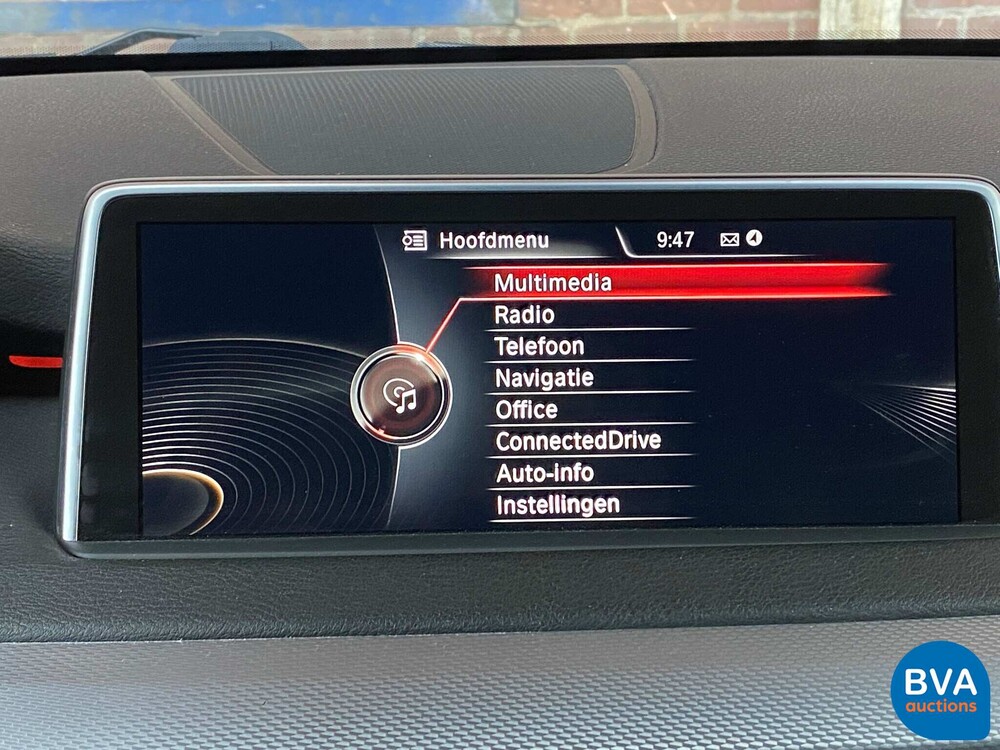 Hoofdmenu 9:47
Multimedia
Radio
Telefoon
Navigatie
Office
ConnectedDrive
Auto-info
Instellingen
BVA
auctions